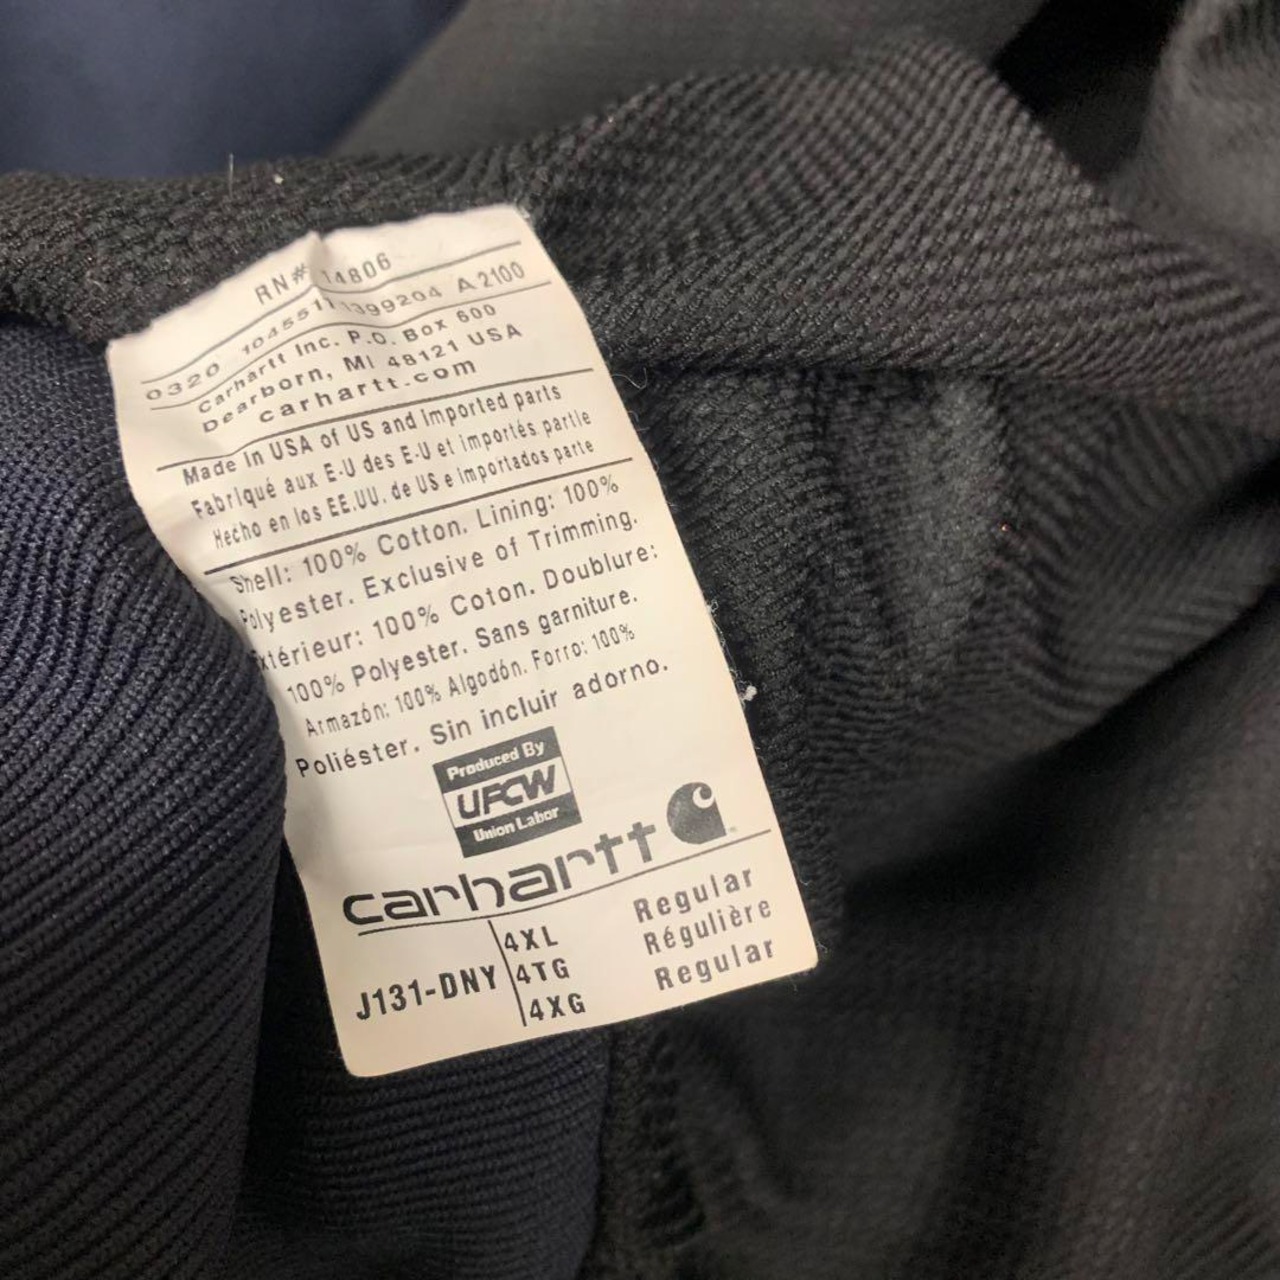 RN# 14806
0320 1045511 1399204 A 2100
Carhartt Inc. P.O. Box 600
Dearborn, MI 48121 USA
carhartt.com
Made In USA of US and Imported parts
Fabriqué aux E-U des E-U et importés partie
Hecho en los EE.UU. de US e importados parte
Shell: 100% Cotton. Lining: 100%
Polyester. Exclusive of Trimming.
Extérieur: 100% Coton. Doublure:
100% Polyester. Sans garniture.
Armazón: 100% Algodón. Forro: 100%
Poliéster. Sin incluir adorno.
Produced By
UFCW
Union Labor
carhartt
J131-DNY
4XL Regular
4TG Régulière
4XG Regular